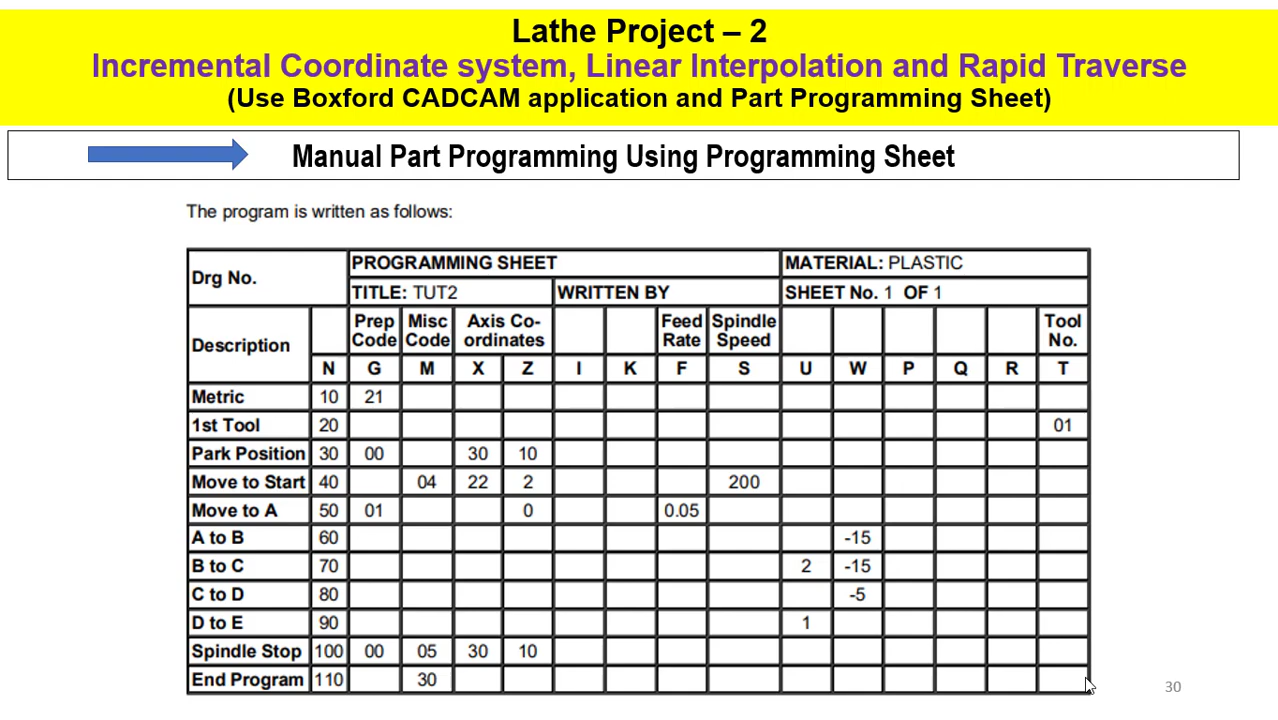 Lathe Project – 2
Incremental Coordinate system, Linear Interpolation and Rapid Traverse
(Use Boxford CADCAM application and Part Programming Sheet)
Manual Part Programming Using Programming Sheet
The program is written as follows:
Drg No. PROGRAMMING SHEET MATERIAL: PLASTIC
TITLE: TUT2 WRITTEN BY SHEET No. 1 OF 1
Description Prep Code Misc Code Axis Co-ordinates Feed Rate Spindle Speed Tool No.
N G M X Z I K F S U W P Q R T
Metric 10 21
1st Tool 20 01
Park Position 30 00 30 10
Move to Start 40 04 22 2 200
Move to A 50 01 0 0.05
A to B 60 -15
B to C 70 2 -15
C to D 80 -5
D to E 90 1
Spindle Stop 100 00 05 30 10
End Program 110 30
30